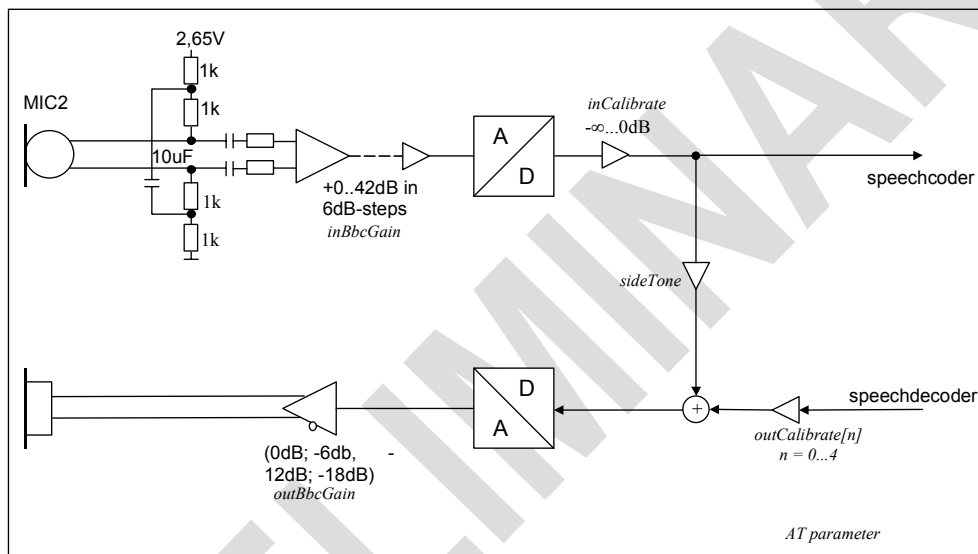 2,65V
1k
1k
MIC2
10uF
1k
1k
+0..42dB in
6dB-steps
inBbcGain
A
D
inCalibrate
-∞...0dB
speechcoder
sideTone
D
A
+
speechdecoder
outCalibrate[n]
n = 0...4
(0dB; -6db, -
12dB; -18dB)
outBbcGain
AT parameter